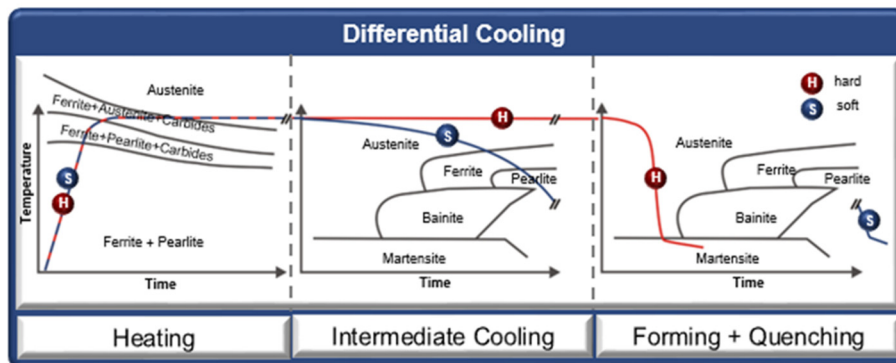 Differential Cooling
Austenite
Ferrite+Austenite+Carbides
Ferrite+Pearlite+Carbides
S
H
Ferrite + Pearlite
Temperature
Time
H
S
Austenite
Ferrite
Pearlite
Bainite
Martensite
Time
H hard
S soft
Austenite
H
Ferrite
Pearlite
Bainite
S
Martensite
Time
Heating
Intermediate Cooling
Forming + Quenching